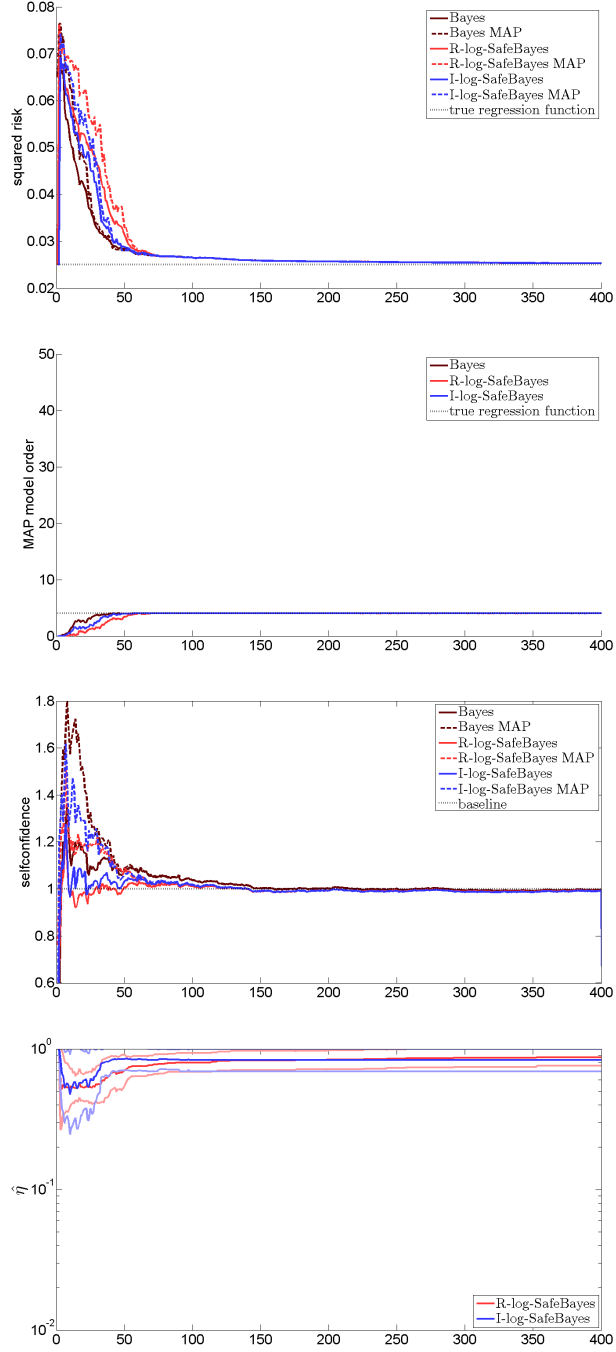 0.08
0.07
0.06
0.05
0.04
0.03
0.02
squared risk
Bayes
Bayes MAP
R-log-SafeBayes
R-log-SafeBayes MAP
I-log-SafeBayes
I-log-SafeBayes MAP
true regression function
0 50 100 150 200 250 300 350 400
50
40
30
20
10
0
MAP model order
Bayes
R-log-SafeBayes
I-log-SafeBayes
true regression function
0 50 100 150 200 250 300 350 400
1.8
1.6
1.4
1.2
1
0.8
0.6
selfconfidence
Bayes
Bayes MAP
R-log-SafeBayes
R-log-SafeBayes MAP
I-log-SafeBayes
I-log-SafeBayes MAP
baseline
0 50 100 150 200 250 300 350 400
10^0
10^-1
10^-2
η̂
R-log-SafeBayes
I-log-SafeBayes
0 50 100 150 200 250 300 350 400